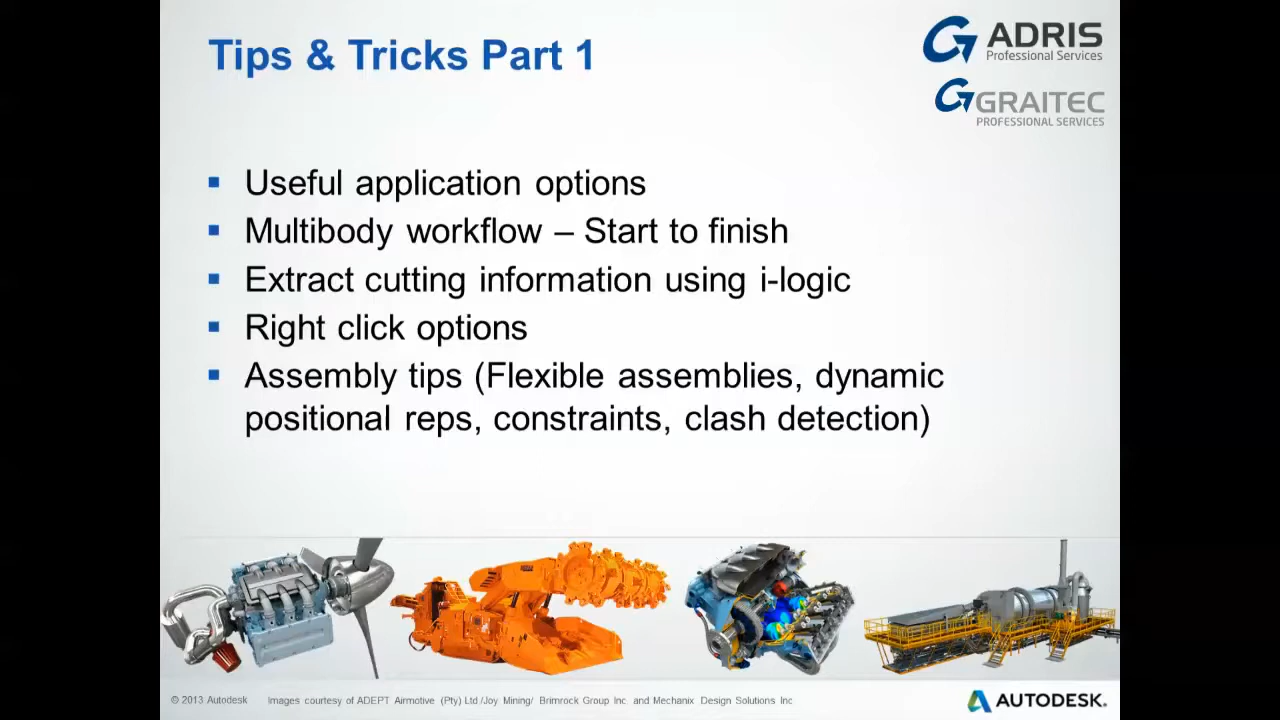 Tips & Tricks Part 1
ADRIS
Professional Services
GRAITEC
PROFESSIONAL SERVICES
▪ Useful application options
▪ Multibody workflow – Start to finish
▪ Extract cutting information using i-logic
▪ Right click options
▪ Assembly tips (Flexible assemblies, dynamic
positional reps, constraints, clash detection)
© 2013 Autodesk Images courtesy of ADEPT Airmotive (Pty) Ltd /Joy Mining/ Brimrock Group Inc and Mechanix Design Solutions Inc
AUTODESK.